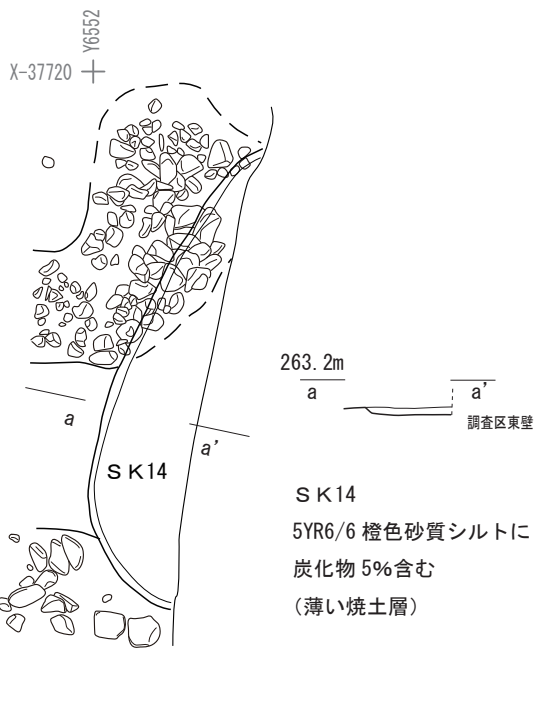 Y6552
X-37720
263.2m
a a'
調査区東壁
a
a'
ＳＫ14
ＳＫ14
5YR6/6 橙色砂質シルトに
炭化物 5%含む
（薄い焼土層）